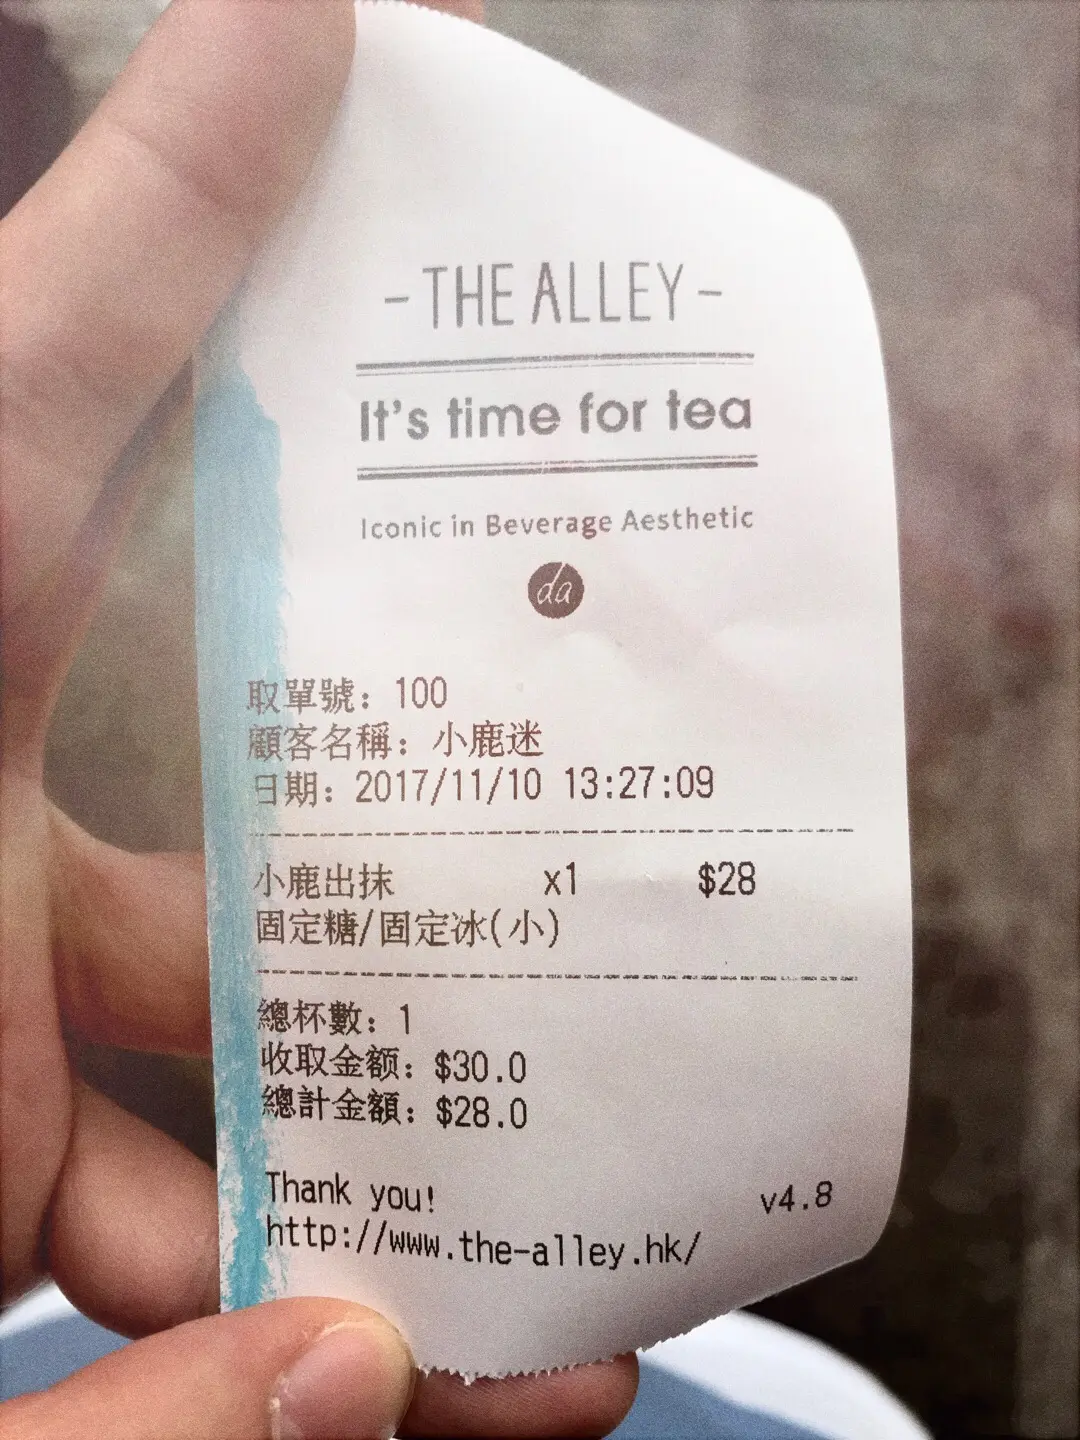 -THE ALLEY-
It's time for tea
Iconic in Beverage Aesthetic
da
取單號: 100
顧客名稱: 小鹿迷
日期: 2017/11/10 13:27:09
小鹿出抹 x1 $28
固定糖/固定冰(小)
總杯數: 1
收取金额: $30.0
總計金額: $28.0
Thank you! v4.8
http://www.the-alley.hk/